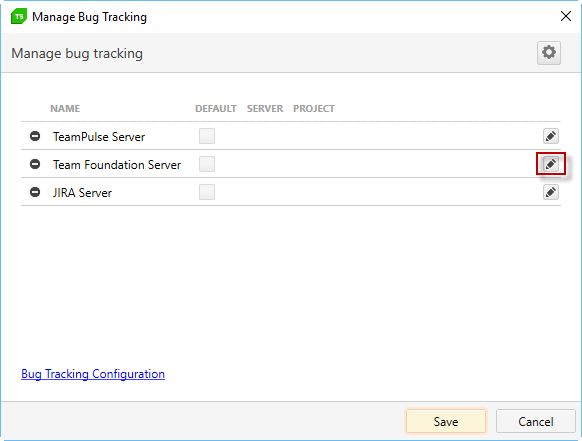 TS Manage Bug Tracking
Manage bug tracking
NAME DEFAULT SERVER PROJECT
TeamPulse Server
Team Foundation Server
JIRA Server
Bug Tracking Configuration
Save Cancel